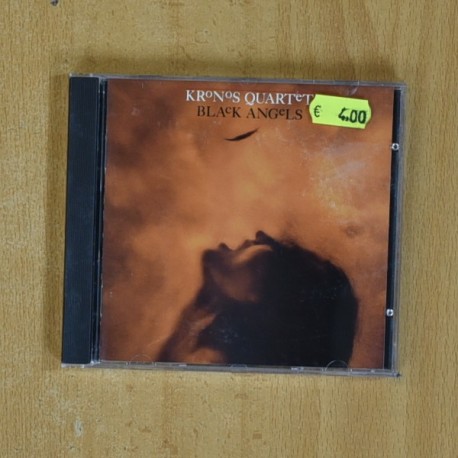 KRONOS QUARTET
BLACK ANGELS
€ 4.00